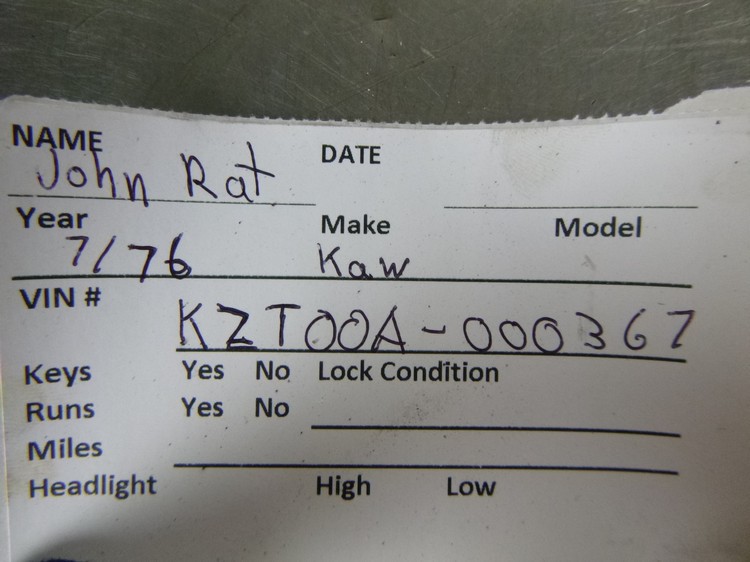 NAME DATE
John Rat
Year Make Model
7/76 Kaw
VIN # KZT00A-000367
Keys Yes No Lock Condition
Runs Yes No
Miles
Headlight High Low